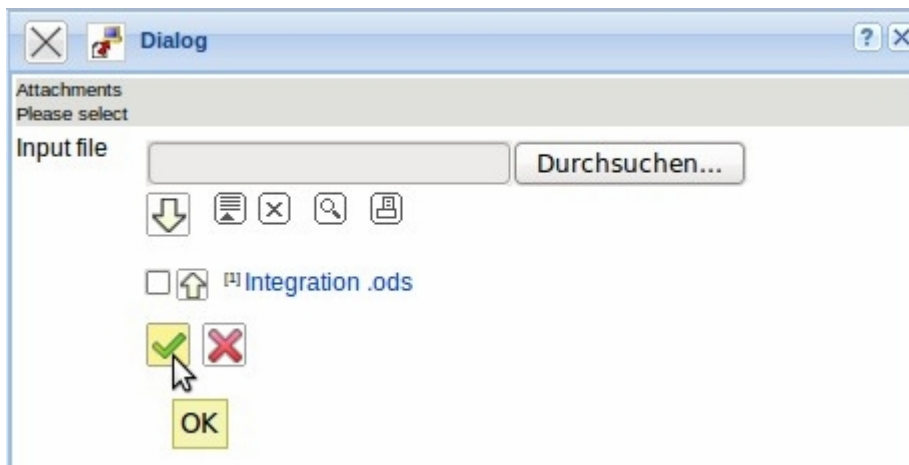 Dialog
?
Attachments
Please select
Input file
Durchsuchen...
[1] Integration .ods
OK